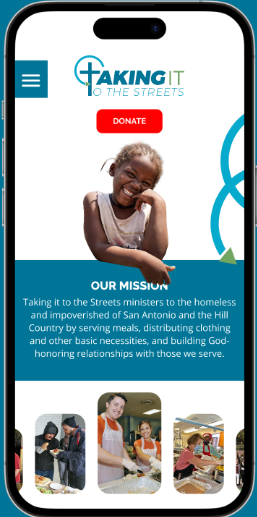 TAKING IT
TO THE STREETS
DONATE
OUR MISSION
Taking it to the Streets ministers to the homeless
and impoverished of San Antonio and the Hill
Country by serving meals, distributing clothing
and other basic necessities, and building God-
honoring relationships with those we serve.